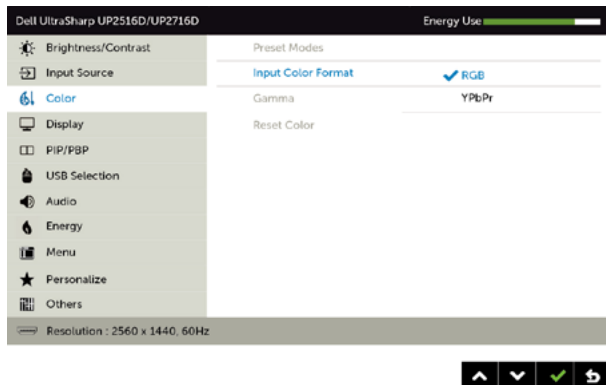 Dell UltraSharp UP2516D/UP2716D Energy Use
Brightness/Contrast Preset Modes
Input Source Input Color Format RGB
Color Gamma YPbPr
Display Reset Color
PIP/PBP
USB Selection
Audio
Energy
Menu
Personalize
Others
Resolution : 2560 x 1440, 60Hz